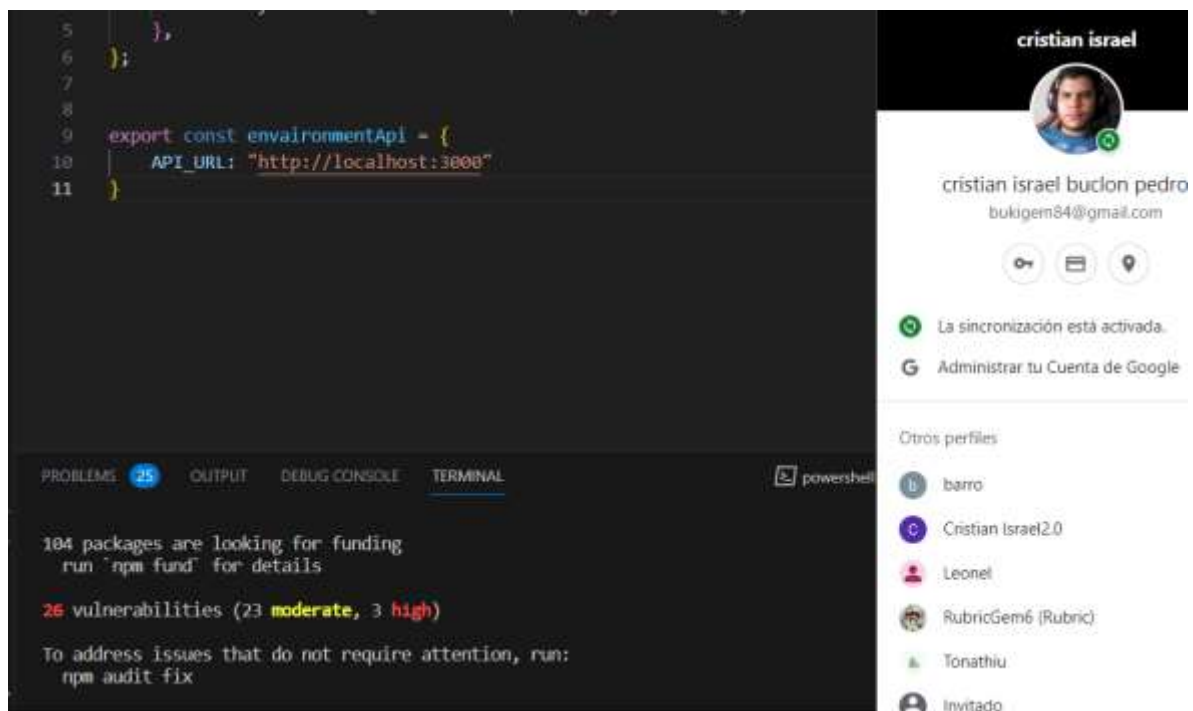 5 },
6 };
7
8
9 export const envaironmentApi = {
10 API_URL: "http://localhost:3000"
11 }
PROBLEMS 25 OUTPUT DEBUG CONSOLE TERMINAL powershell
104 packages are looking for funding
run `npm fund` for details
26 vulnerabilities (23 moderate, 3 high)
To address issues that do not require attention, run:
npm audit fix
cristian israel
cristian israel buclon pedro
bukigem84@gmail.com
La sincronización está activada.
G Administrar tu Cuenta de Google
Otros perfiles
b barro
C Cristian Israel2.0
Leonel
RubricGem6 (Rubric)
Tonathiu
Invitado